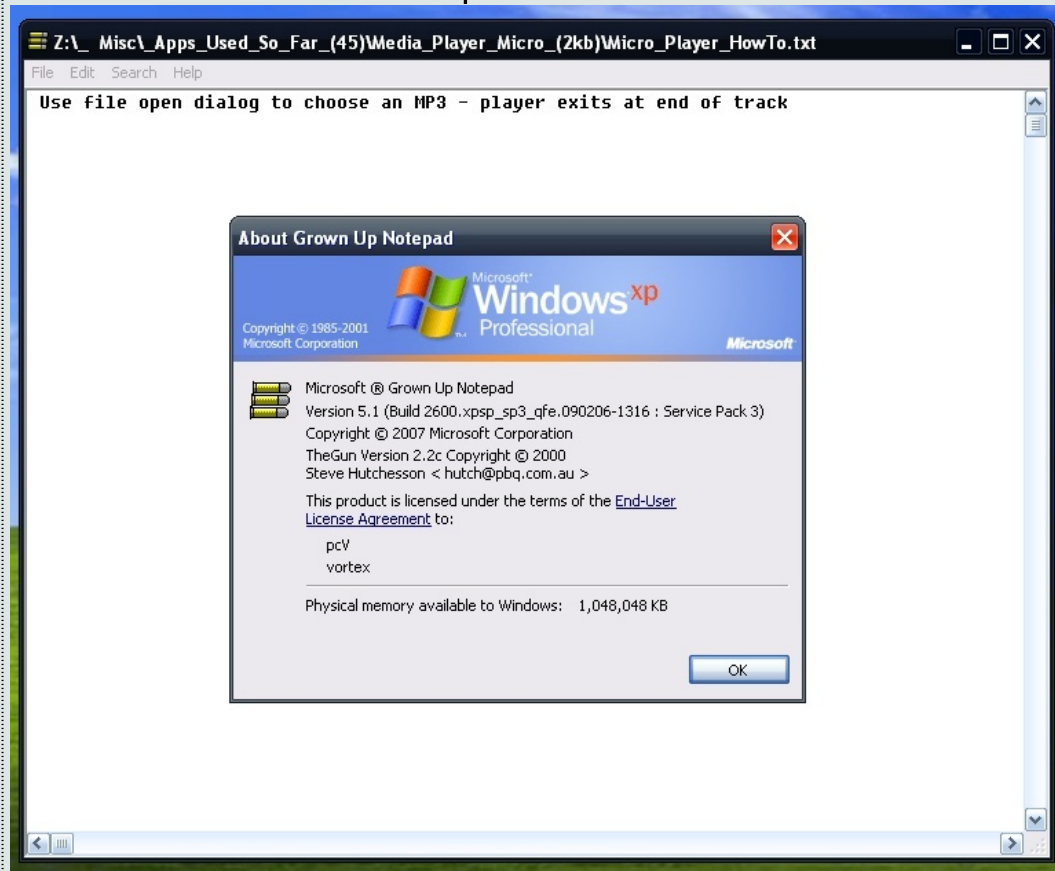 Z:\_ Misc\_Apps_Used_So_Far_(45)\Media_Player_Micro_(2kb)\Micro_Player_HowTo.txt
File Edit Search Help
Use file open dialog to choose an MP3 - player exits at end of track
About Grown Up Notepad
Microsoft®
Windows xp
Professional
Copyright © 1985-2001
Microsoft Corporation
Microsoft
Microsoft ® Grown Up Notepad
Version 5.1 (Build 2600.xpsp_sp3_qfe.090206-1316 : Service Pack 3)
Copyright © 2007 Microsoft Corporation
TheGun Version 2.2c Copyright © 2000
Steve Hutchesson < hutch@pbq.com.au >
This product is licensed under the terms of the End-User
License Agreement to:
pcV
vortex
Physical memory available to Windows: 1,048,048 KB
OK